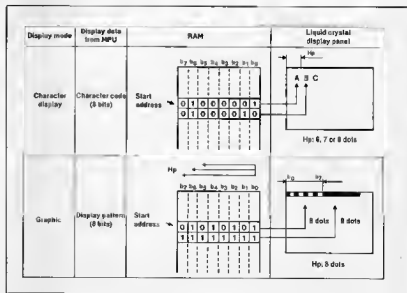 Display mode
Display data from MPU
RAM
Liquid crystal display panel
Character display
Character code (8 bits)
Start address
b7 b6 b5 b4 b3 b2 b1 b0
0 1 0 0 0 0 0 1
0 1 0 0 0 0 1 0
Hp
A B C
Hp: 6, 7 or 8 dots
Graphic
Display pattern (8 bits)
Start address
Hp
b7 b6 b5 b4 b3 b2 b1 b0
0 1 0 1 0 1 0 1
1 1 1 1 1 1 1 1
b0 b7
8 dots 8 dots
Hp: 8 dots